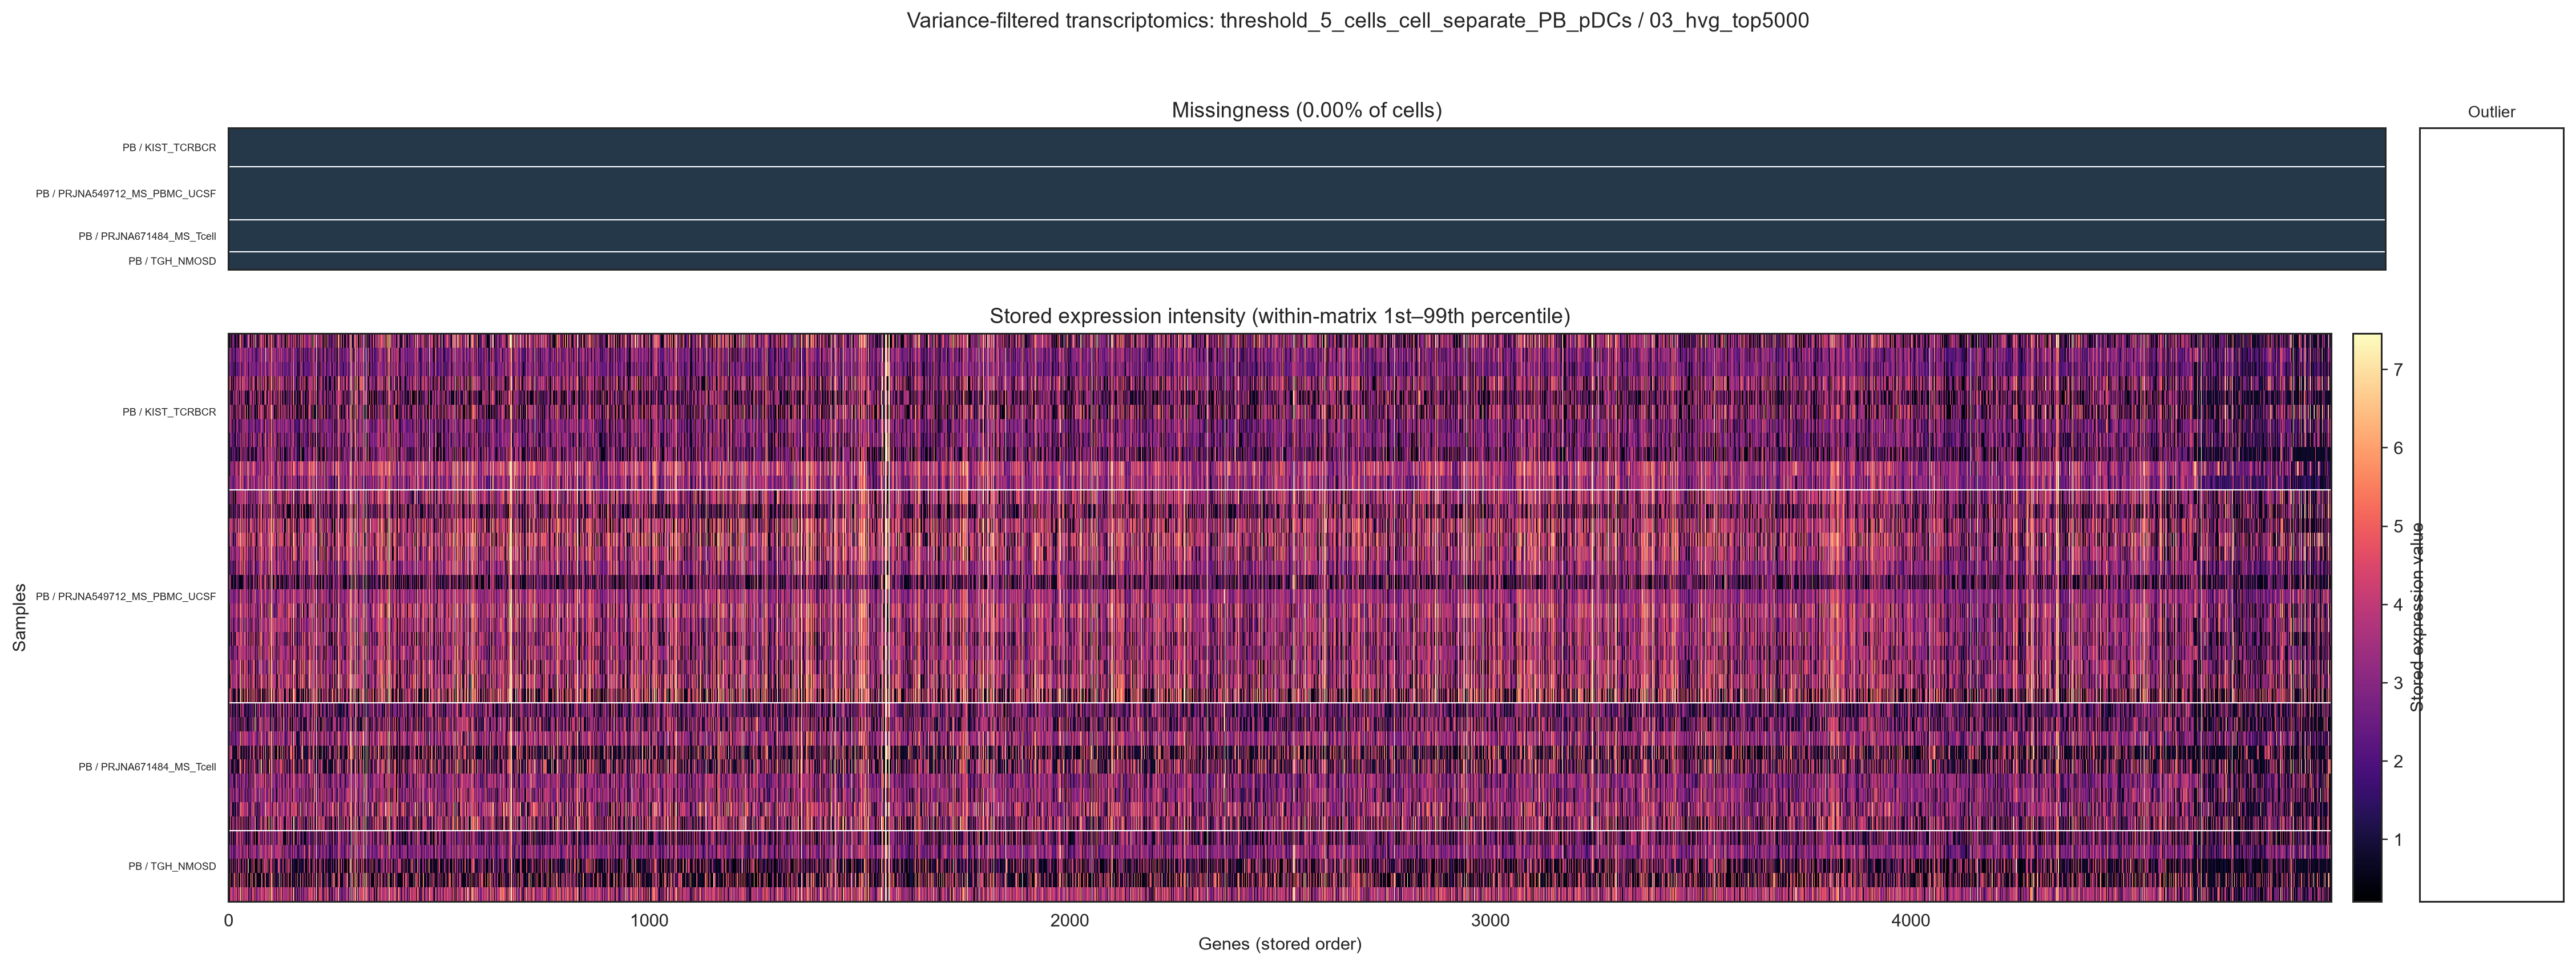 Variance-filtered transcriptomics: threshold_5_cells_cell_separate_PB_pDCs / 03_hvg_top5000
Missingness (0.00% of cells)
Outlier
PB / KIST_TCRBCR
PB / PRJNA549712_MS_PBMC_UCSF
PB / PRJNA671484_MS_Tcell
PB / TGH_NMOSD
Stored expression intensity (within-matrix 1st–99th percentile)
Samples
PB / KIST_TCRBCR
PB / PRJNA549712_MS_PBMC_UCSF
PB / PRJNA671484_MS_Tcell
PB / TGH_NMOSD
7
6
5
4
3
2
1
Stored expression value
0 1000 2000 3000 4000
Genes (stored order)